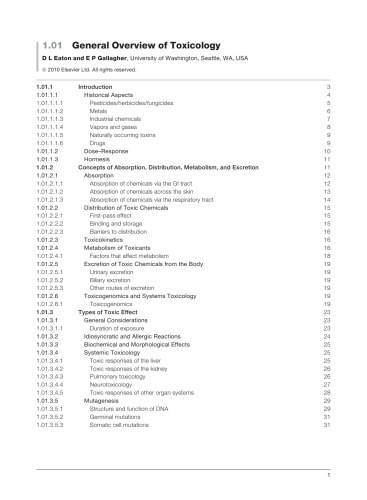 1.01 General Overview of Toxicology
D L Eaton and E P Gallagher, University of Washington, Seattle, WA, USA
© 2010 Elsevier Ltd. All rights reserved.
1.01.1 Introduction 3
1.01.1.1 Historical Aspects 4
1.01.1.1.1 Pesticides/herbicides/fungicides 5
1.01.1.1.2 Metals 6
1.01.1.1.3 Industrial chemicals 7
1.01.1.1.4 Vapors and gases 8
1.01.1.1.5 Naturally occurring toxins 9
1.01.1.1.6 Drugs 9
1.01.1.2 Dose–Response 10
1.01.1.3 Hormesis 11
1.01.2 Concepts of Absorption, Distribution, Metabolism, and Excretion 11
1.01.2.1 Absorption 12
1.01.2.1.1 Absorption of chemicals via the GI tract 12
1.01.2.1.2 Absorption of chemicals across the skin 13
1.01.2.1.3 Absorption of chemicals via the respiratory tract 14
1.01.2.2 Distribution of Toxic Chemicals 15
1.01.2.2.1 First-pass effect 15
1.01.2.2.2 Binding and storage 15
1.01.2.2.3 Barriers to distribution 16
1.01.2.3 Toxicokinetics 16
1.01.2.4 Metabolism of Toxicants 16
1.01.2.4.1 Factors that affect metabolism 18
1.01.2.5 Excretion of Toxic Chemicals from the Body 19
1.01.2.5.1 Urinary excretion 19
1.01.2.5.2 Biliary excretion 19
1.01.2.5.3 Other routes of excretion 19
1.01.2.6 Toxicogenomics and Systems Toxicology 19
1.01.2.6.1 Toxicogenomics 19
1.01.3 Types of Toxic Effect 23
1.01.3.1 General Considerations 23
1.01.3.1.1 Duration of exposure 23
1.01.3.2 Idiosyncratic and Allergic Reactions 24
1.01.3.3 Biochemical and Morphological Effects 25
1.01.3.4 Systemic Toxicology 25
1.01.3.4.1 Toxic responses of the liver 25
1.01.3.4.2 Toxic responses of the kidney 26
1.01.3.4.3 Pulmonary toxicology 26
1.01.3.4.4 Neurotoxicology 27
1.01.3.4.5 Toxic responses of other organ systems 28
1.01.3.5 Mutagenesis 29
1.01.3.5.1 Structure and function of DNA 29
1.01.3.5.2 Germinal mutations 31
1.01.3.5.3 Somatic cell mutations 31
1